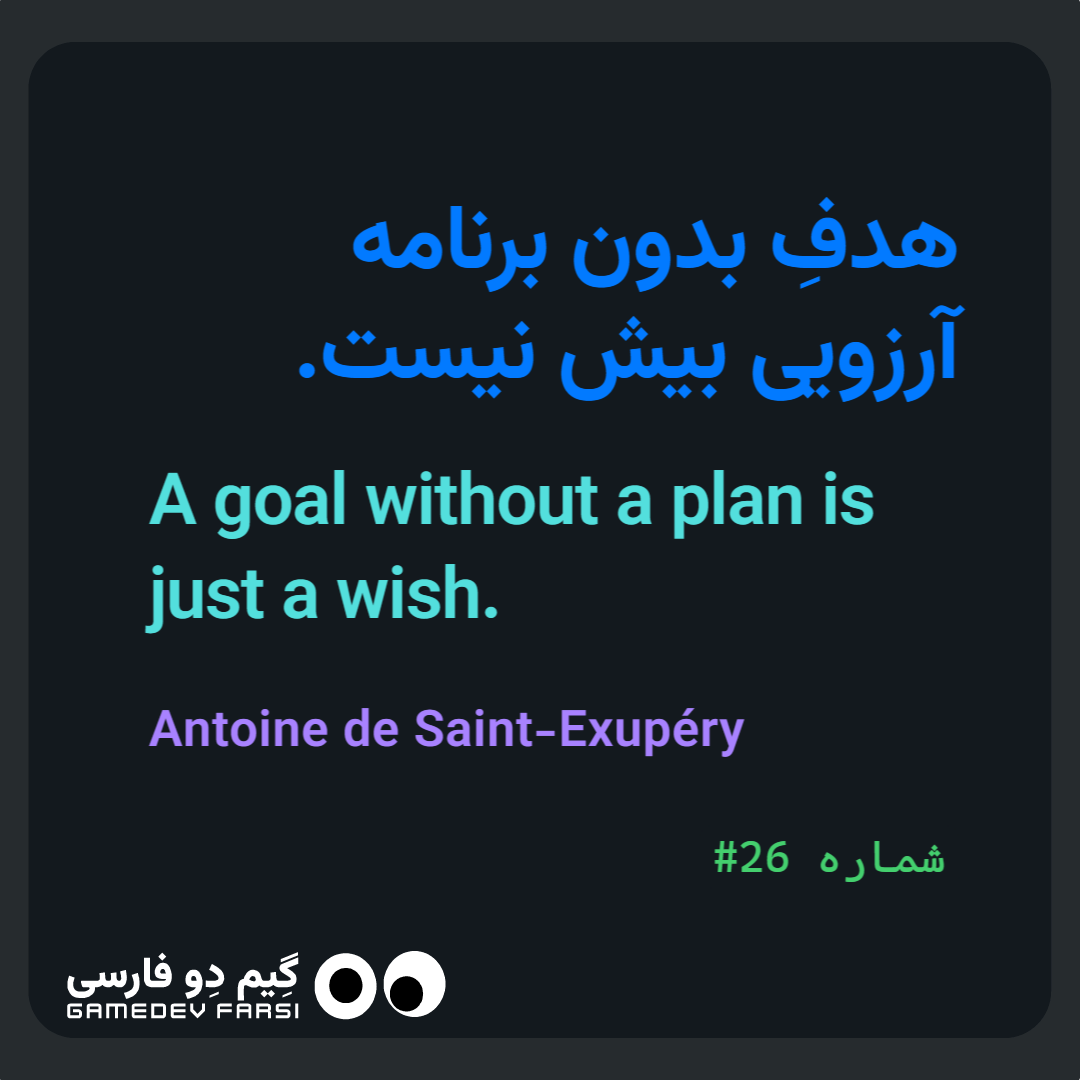 هدفِ بدون برنامه
آرزویی بیش نیست.
A goal without a plan is
just a wish.
Antoine de Saint-Exupéry
شماره #26
گِیم دِو فارسی
GAMEDEV FARSI